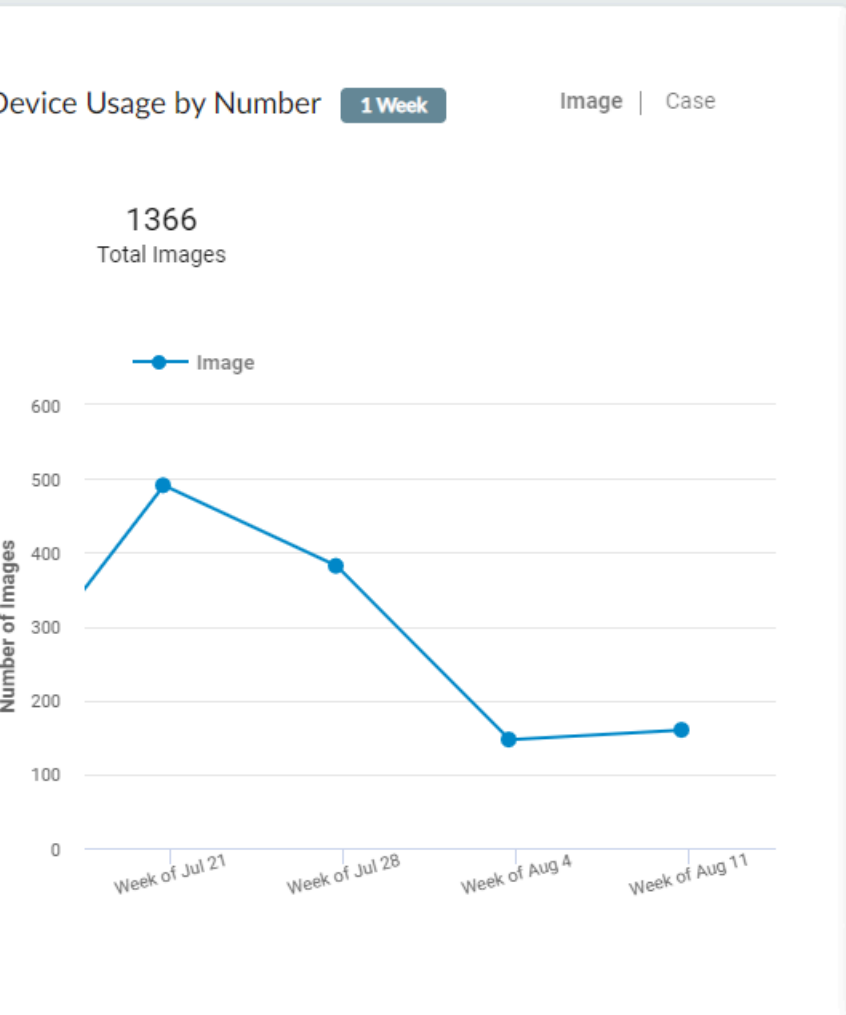 Device Usage by Number 1 Week Image | Case
1366
Total Images
Image
600
500
400
300
200
100
0
Number of Images
Week of Jul 21 Week of Jul 28 Week of Aug 4 Week of Aug 11